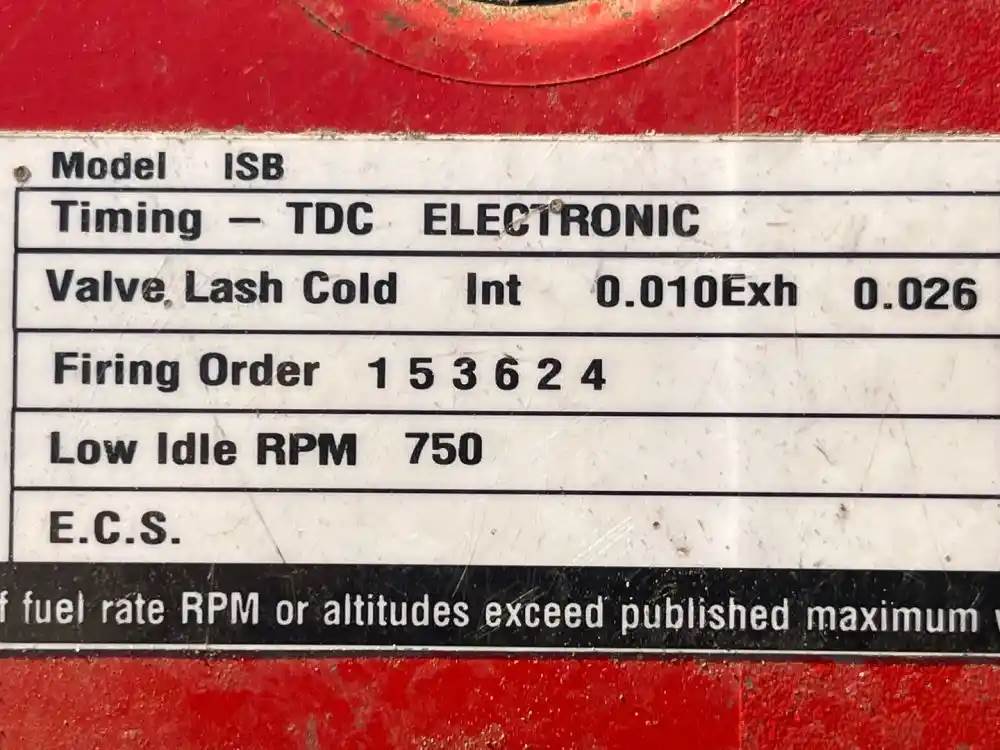 Model ISB
Timing – TDC ELECTRONIC
Valve Lash Cold Int 0.010Exh 0.026
Firing Order 1 5 3 6 2 4
Low Idle RPM 750
E.C.S.
fuel rate RPM or altitudes exceed published maximum